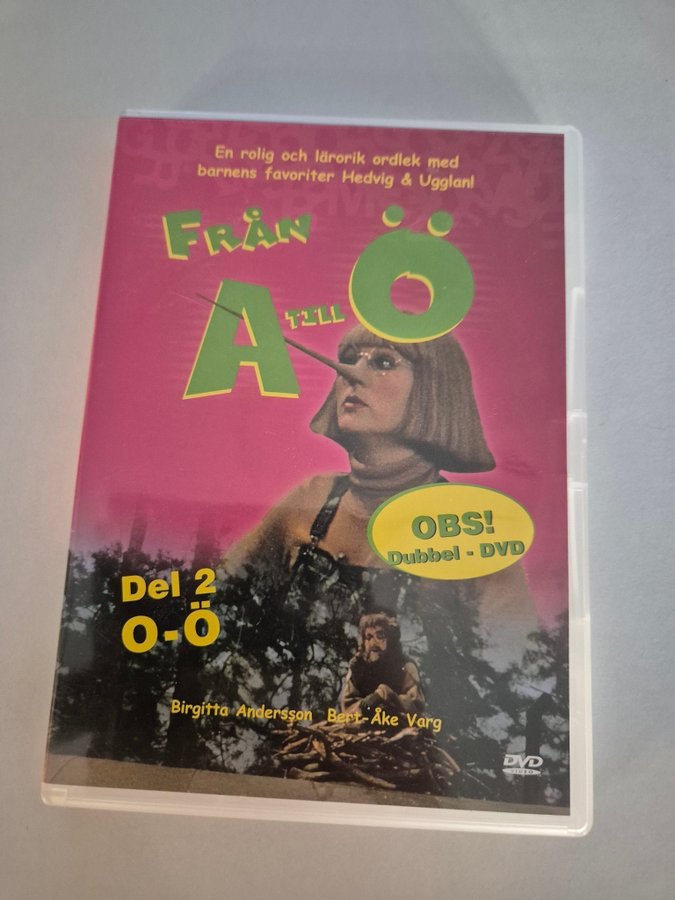 En rolig och lärorik ordlek med
barnens favoriter Hedvig & Ugglan!
FRÅN
A TILL Ö
OBS!
Dubbel - DVD
Del 2
O-Ö
Birgitta Andersson Bert-Åke Varg
DVD
VIDEO